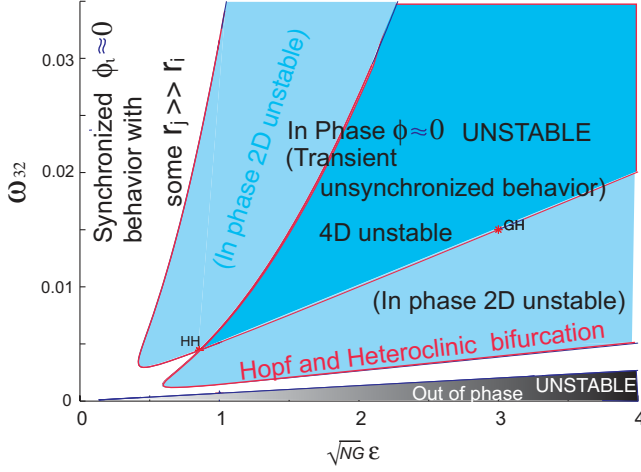 0.03
0.02
0.01
0
ω32
Synchronized ϕι≈0
behavior with
some rj >> ri
(In phase 2D unstable)
In Phase ϕ≈0 UNSTABLE
(Transient
unsynchronized behavior)
4D unstable
GH
HH
(In phase 2D unstable)
Hopf and Heteroclinic bifurcation
UNSTABLE
Out of phase
0
1
2
3
4
√NG ε